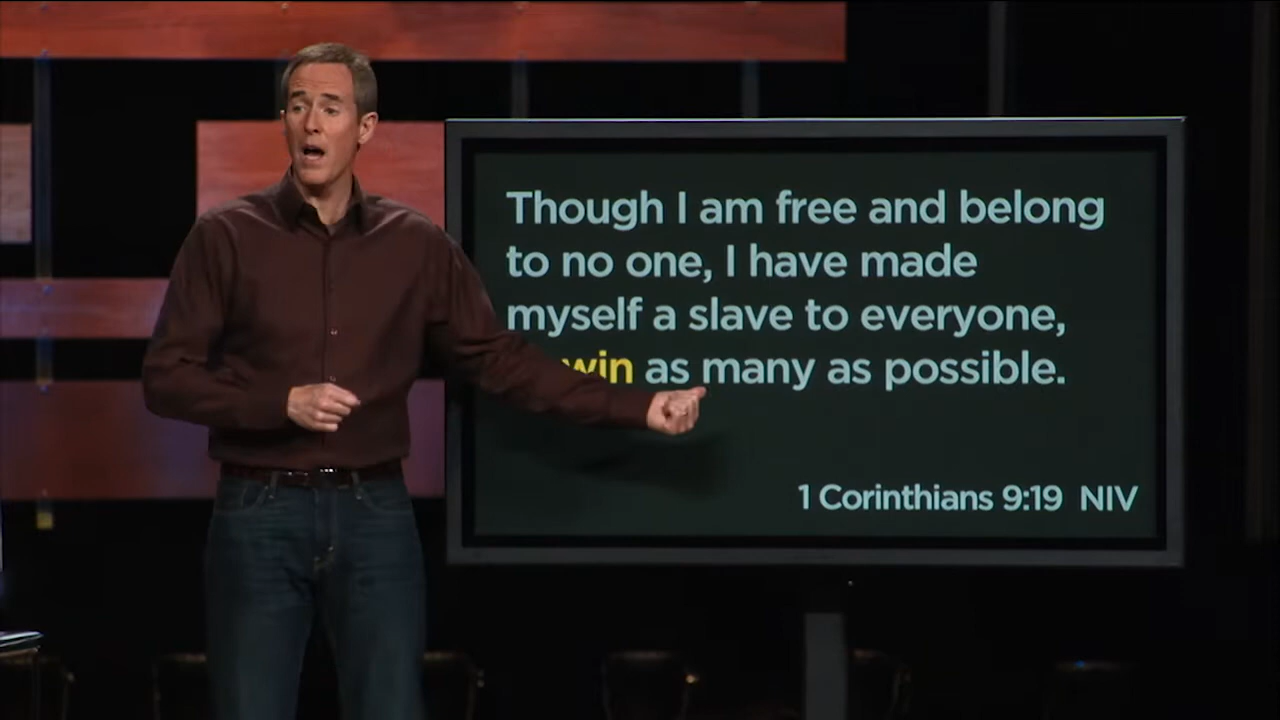 Though I am free and belong
to no one, I have made
myself a slave to everyone,
win as many as possible.
1 Corinthians 9:19 NIV